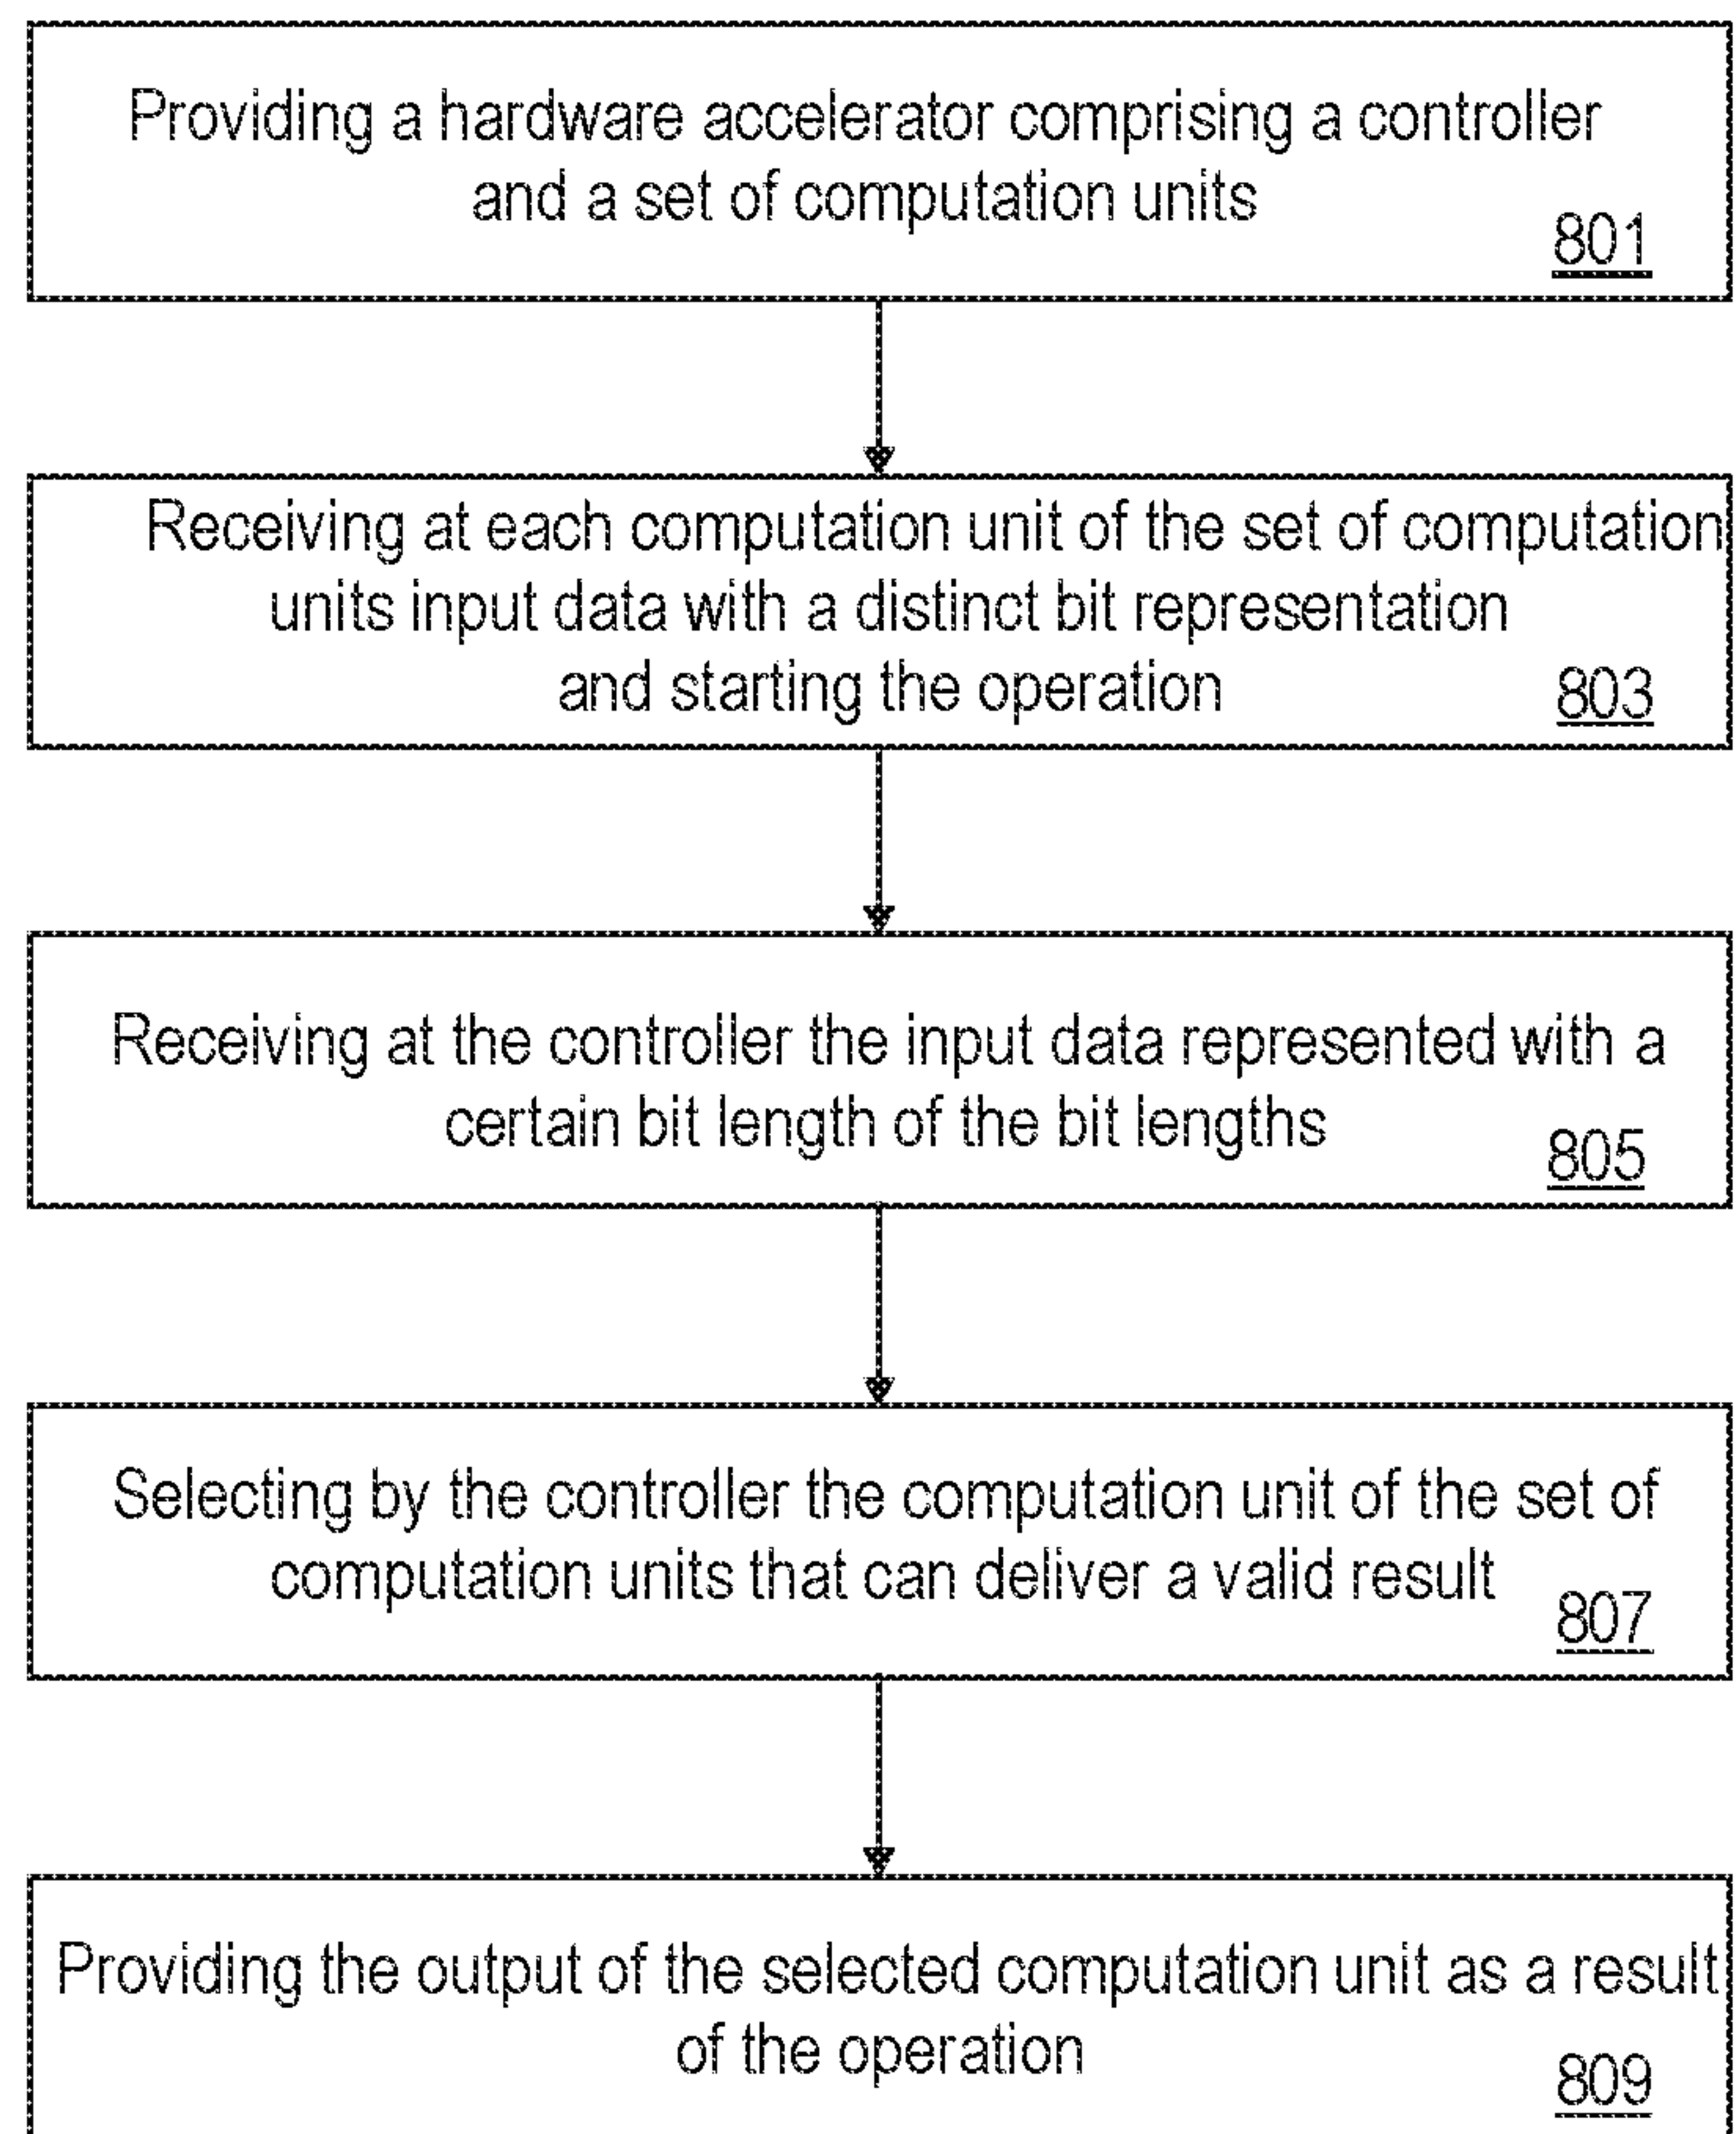 Providing a hardware accelerator comprising a controller
and a set of computation units
801
Receiving at each computation unit of the set of computation
units input data with a distinct bit representation
and starting the operation
803
Receiving at the controller the input data represented with a
certain bit length of the bit lengths
805
Selecting by the controller the computation unit of the set of
computation units that can deliver a valid result
807
Providing the output of the selected computation unit as a result
of the operation
809